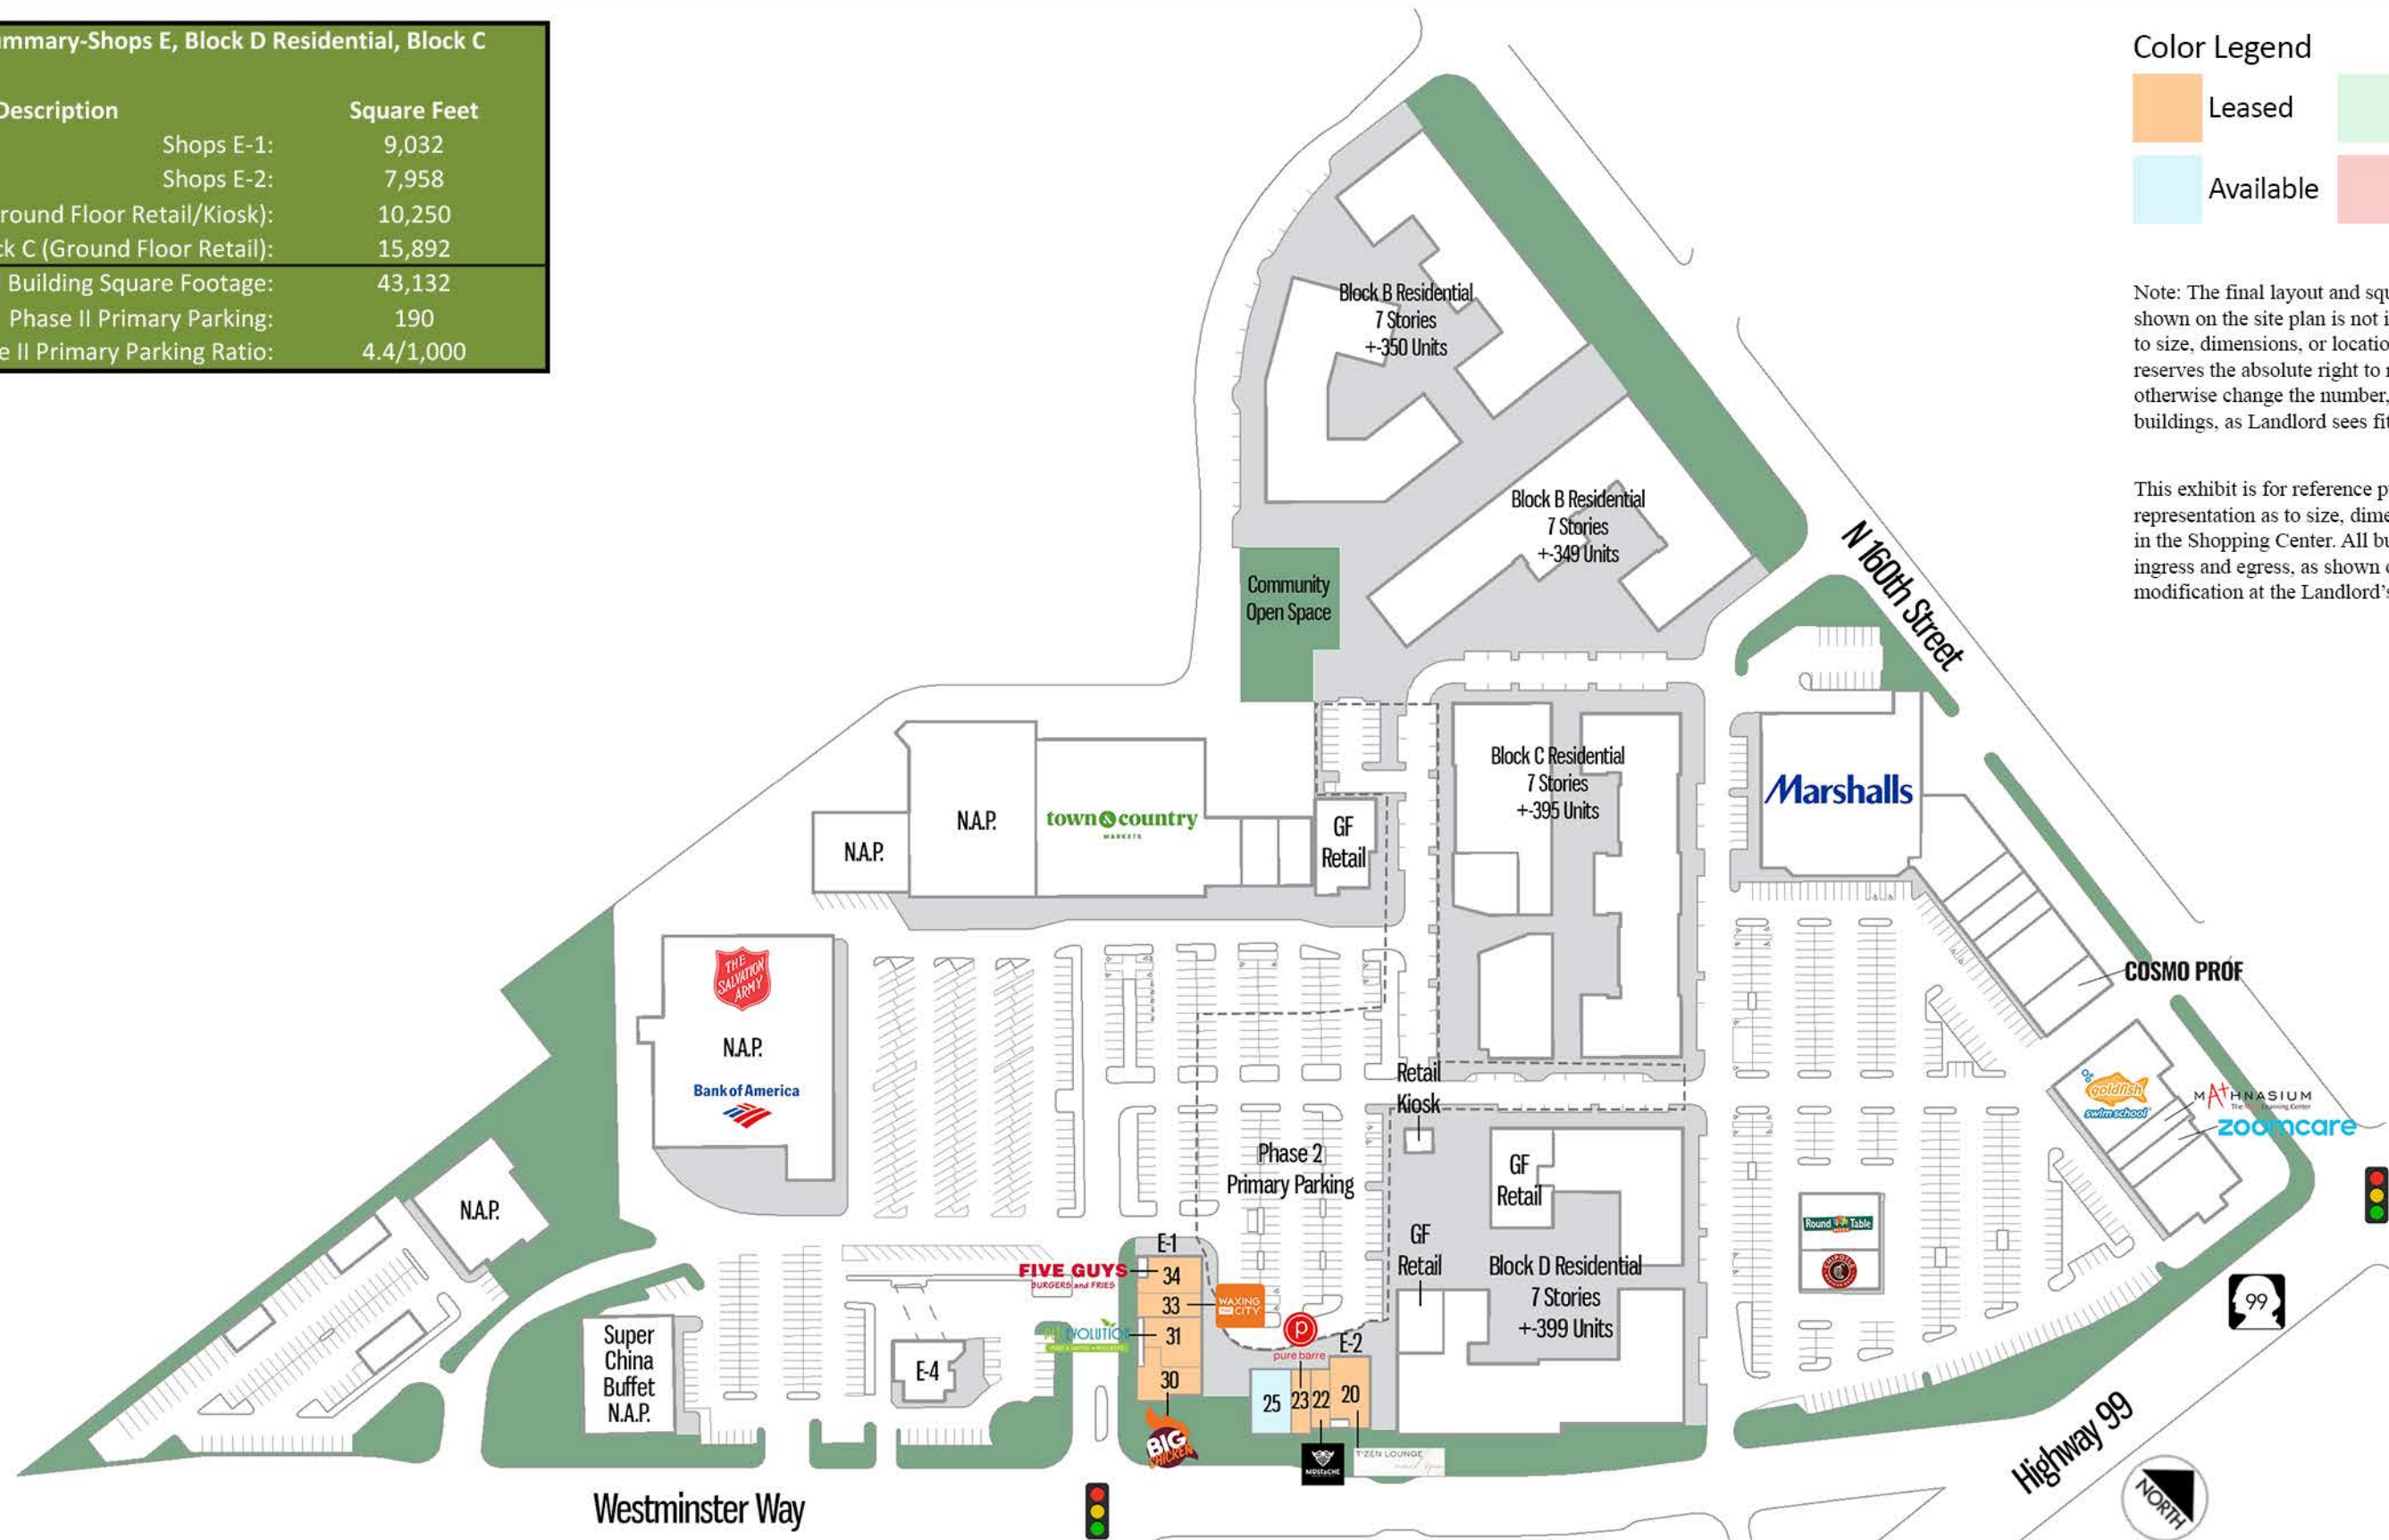 ummary-Shops E, Block D Residential, Block C
Description Square Feet
Shops E-1: 9,032
Shops E-2: 7,958
round Floor Retail/Kiosk): 10,250
ck C (Ground Floor Retail): 15,892
Building Square Footage: 43,132
Phase II Primary Parking: 190
e II Primary Parking Ratio: 4.4/1,000
Color Legend
Leased
Available
Note: The final layout and squ
shown on the site plan is not i
to size, dimensions, or locatio
reserves the absolute right to r
otherwise change the number,
buildings, as Landlord sees fit
This exhibit is for reference p
representation as to size, dime
in the Shopping Center. All bu
ingress and egress, as shown o
modification at the Landlord's
Block B Residential
7 Stories
+-350 Units
Block B Residential
7 Stories
+-349 Units
N 160th Street
Community
Open Space
Block C Residential
7 Stories
+-395 Units
Marshalls
N.A.P.
N.A.P.
town & country
MARKETS
GF
Retail
COSMO PROF
THE
SALVATION
ARMY
N.A.P.
Bank of America
Retail
Kiosk
goldfish
swim school
MATHNASIUM
The Learning Center
zoomcare
Phase 2
Primary Parking
GF
Retail
N.A.P.
GF
Retail
Round Table
CHIPOTLE
Block D Residential
7 Stories
+-399 Units
E-1
FIVE GUYS
BURGERS and FRIES
34
33
WAXING
THE CITY
31
30
p
pure barre
E-2
25
23
22
20
Super
China
Buffet
N.A.P.
E-4
BIG
CHICKEN
MOSTACHE
T'ZEN LOUNGE
99
Highway 99
Westminster Way
NORTH